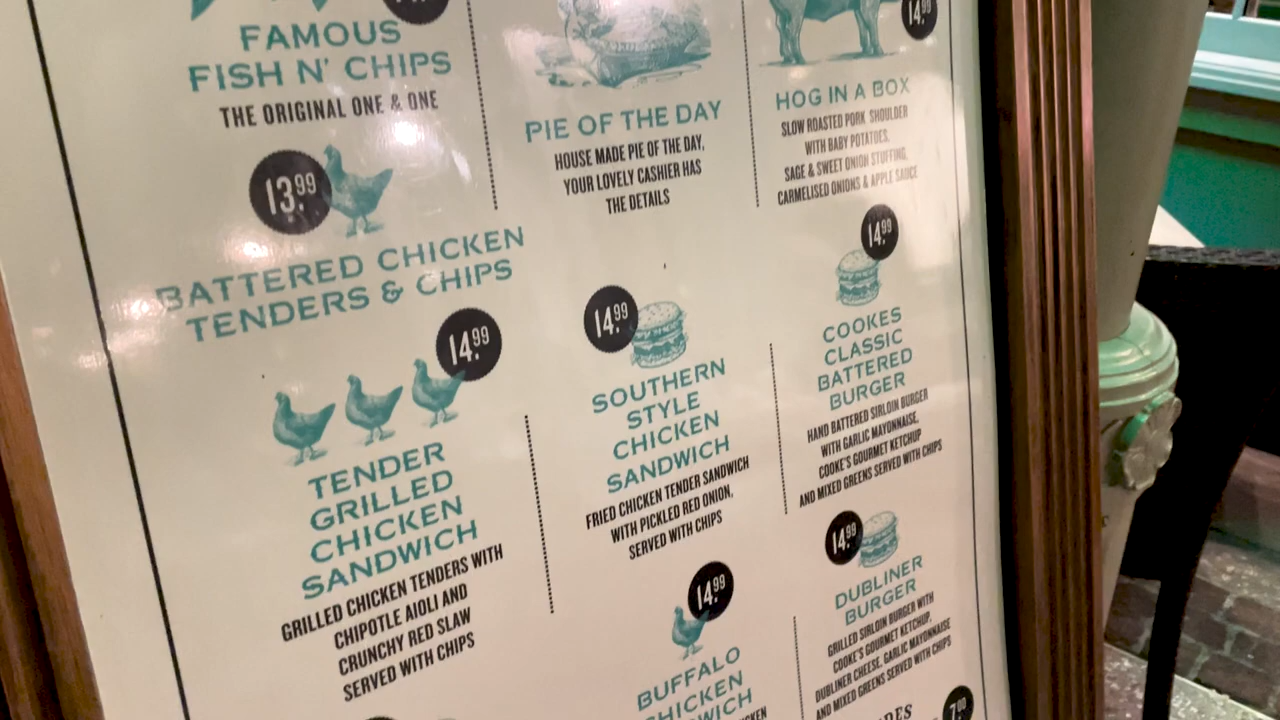 FAMOUS
FISH N' CHIPS
THE ORIGINAL ONE & ONE
PIE OF THE DAY
HOUSE MADE PIE OF THE DAY,
YOUR LOVELY CASHIER HAS
THE DETAILS
14.99
HOG IN A BOX
SLOW ROASTED PORK SHOULDER
WITH BABY POTATOES,
SAGE & SWEET ONION STUFFING,
CARMELISED ONIONS & APPLE SAUCE
13.99
BATTERED CHICKEN
TENDERS & CHIPS
14.99
TENDER
GRILLED
CHICKEN
SANDWICH
GRILLED CHICKEN TENDERS WITH
CHIPOTLE AIOLI AND
CRUNCHY RED SLAW
SERVED WITH CHIPS
14.99
SOUTHERN
STYLE
CHICKEN
SANDWICH
FRIED CHICKEN TENDER SANDWICH
WITH PICKLED RED ONION,
SERVED WITH CHIPS
14.99
COOKES
CLASSIC
BATTERED
BURGER
HAND BATTERED SIRLOIN BURGER
WITH GARLIC MAYONNAISE,
COOKE'S GOURMET KETCHUP
AND MIXED GREENS SERVED WITH CHIPS
14.99
BUFFALO
CHICKEN
14.99
DUBLINER
BURGER
GRILLED SIRLOIN BURGER WITH
COOKE'S GOURMET KETCHUP,
DUBLINER CHEESE, GARLIC MAYONNAISE
AND MIXED GREENS SERVED WITH CHIPS